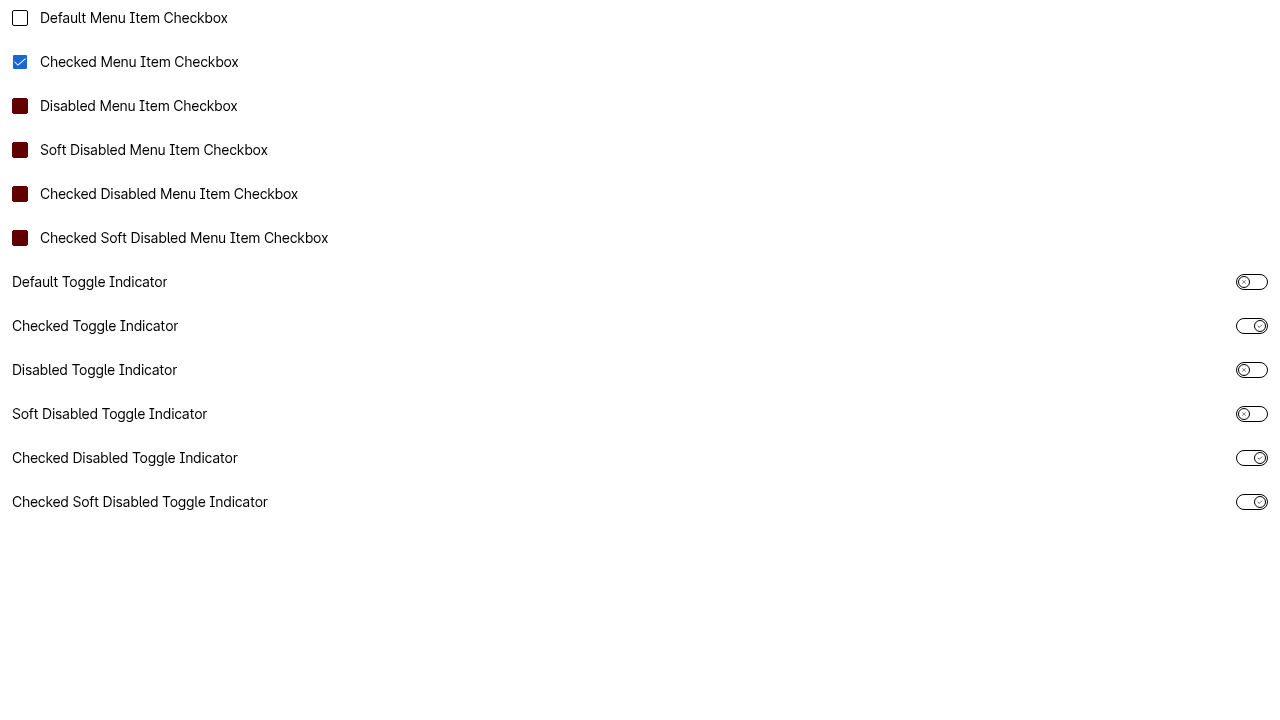 Default Menu Item Checkbox
Checked Menu Item Checkbox
Disabled Menu Item Checkbox
Soft Disabled Menu Item Checkbox
Checked Disabled Menu Item Checkbox
Checked Soft Disabled Menu Item Checkbox
Default Toggle Indicator
Checked Toggle Indicator
Disabled Toggle Indicator
Soft Disabled Toggle Indicator
Checked Disabled Toggle Indicator
Checked Soft Disabled Toggle Indicator